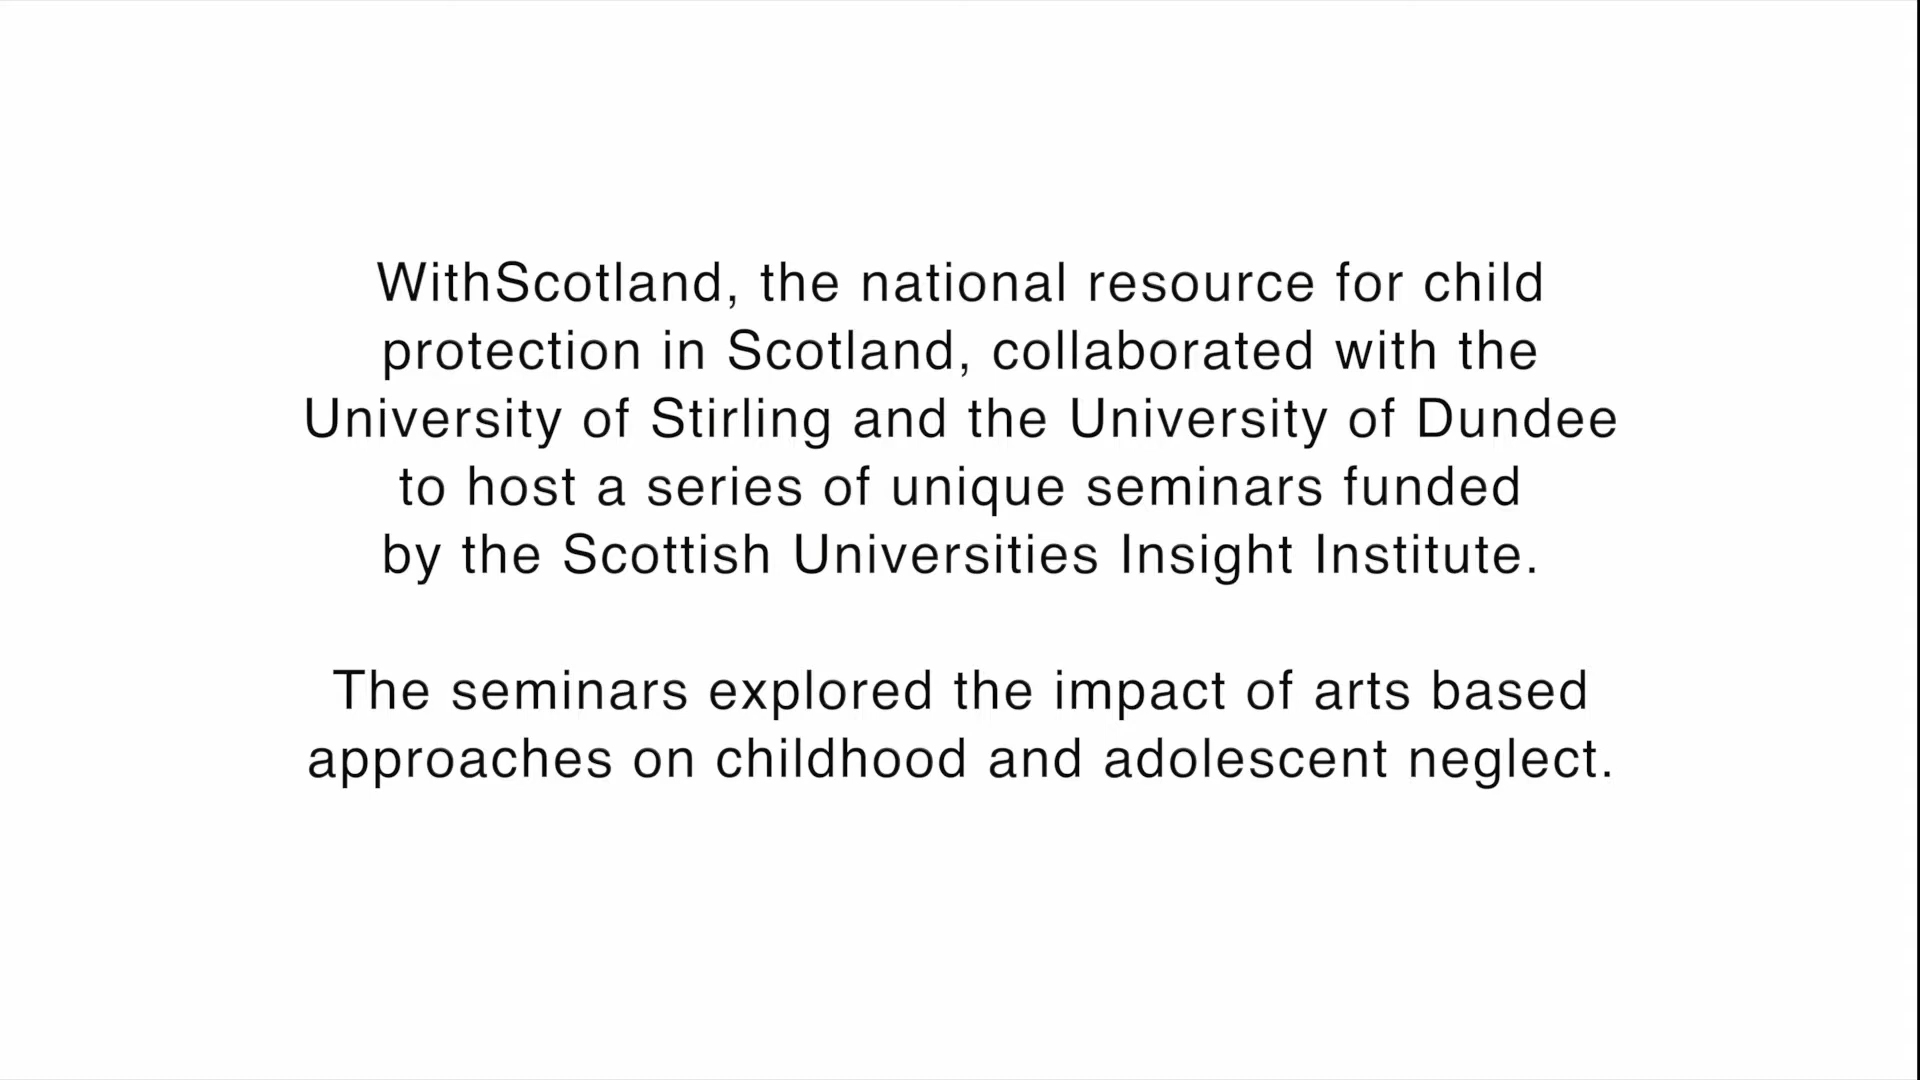 WithScotland, the national resource for child
protection in Scotland, collaborated with the
University of Stirling and the University of Dundee
to host a series of unique seminars funded
by the Scottish Universities Insight Institute.
The seminars explored the impact of arts based
approaches on childhood and adolescent neglect.